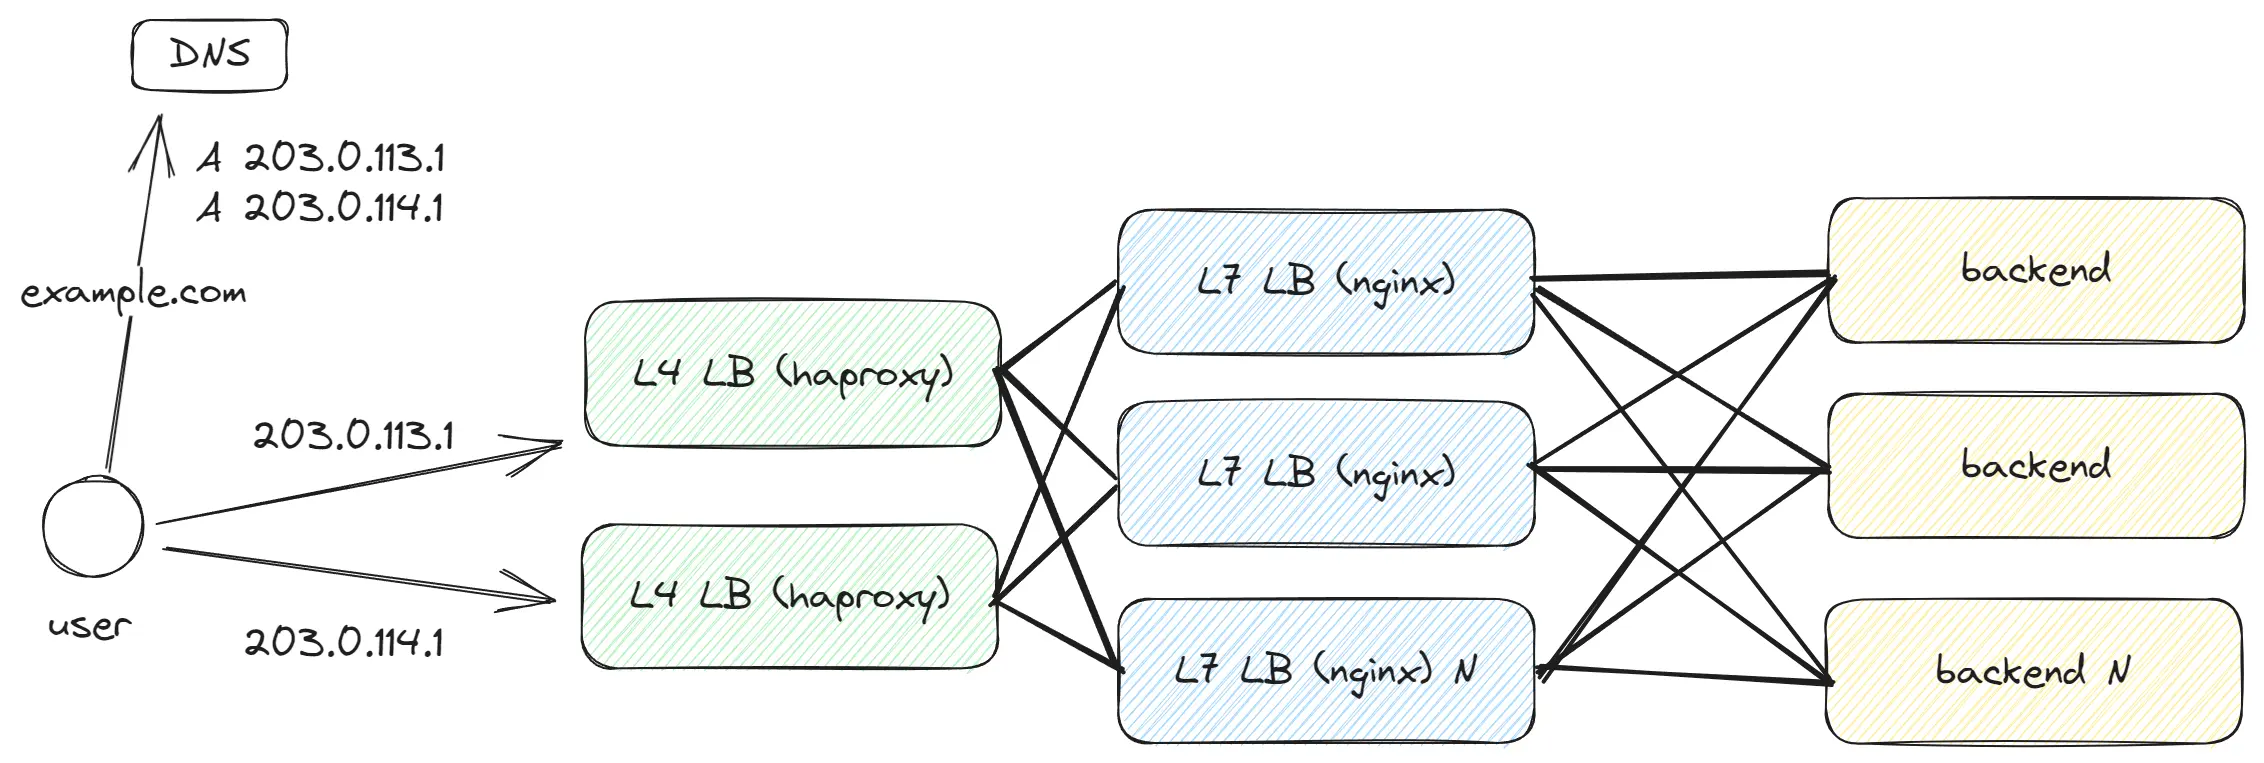 DNS
A 203.0.113.1
A 203.0.114.1
example.com
203.0.113.1
user
203.0.114.1
L4 LB (haproxy)
L4 LB (haproxy)
L7 LB (nginx)
L7 LB (nginx)
L7 LB (nginx) N
backend
backend
backend N